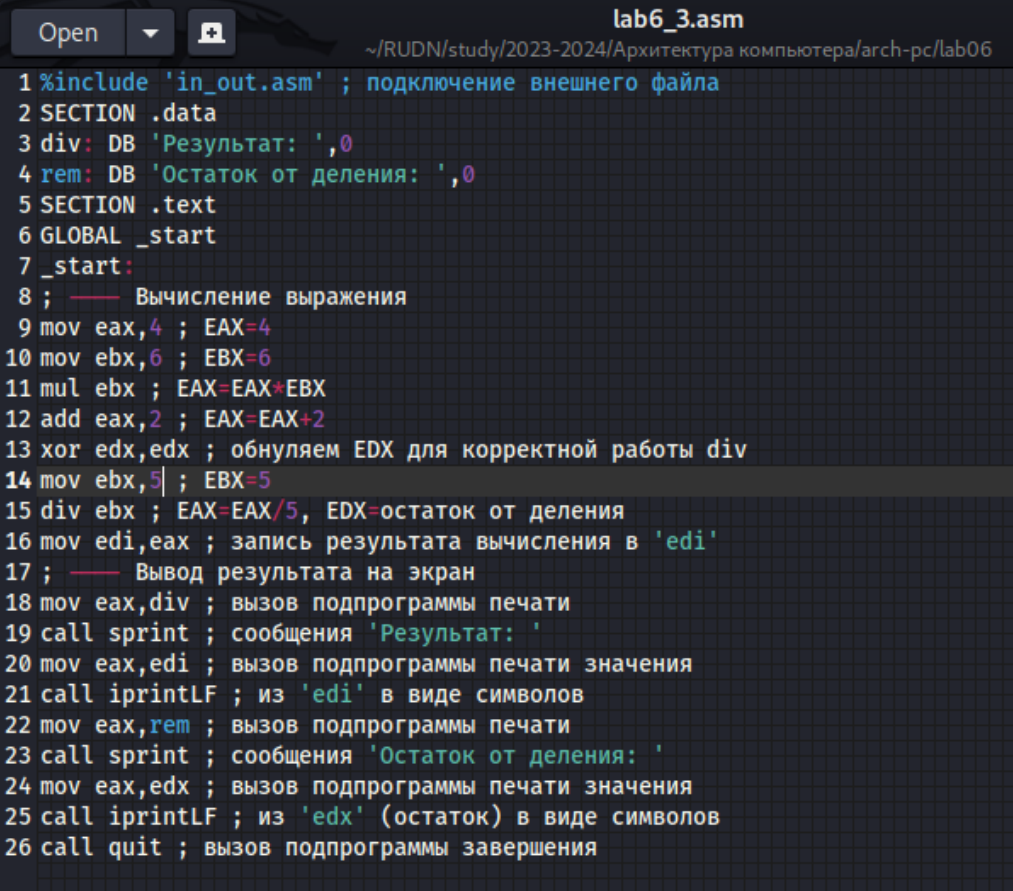 Open
lab6_3.asm
~/RUDN/study/2023-2024/Архитектура компьютера/arch-pc/lab06
1 %include 'in_out.asm' ; подключение внешнего файла
2 SECTION .data
3 div: DB 'Результат: ',0
4 rem: DB 'Остаток от деления: ',0
5 SECTION .text
6 GLOBAL _start
7 _start:
8 ; ---- Вычисление выражения
9 mov eax,4 ; EAX=4
10 mov ebx,6 ; EBX=6
11 mul ebx ; EAX=EAX*EBX
12 add eax,2 ; EAX=EAX+2
13 xor edx,edx ; обнуляем EDX для корректной работы div
14 mov ebx,5 ; EBX=5
15 div ebx ; EAX=EAX/5, EDX=остаток от деления
16 mov edi,eax ; запись результата вычисления в 'edi'
17 ; ---- Вывод результата на экран
18 mov eax,div ; вызов подпрограммы печати
19 call sprint ; сообщения 'Результат: '
20 mov eax,edi ; вызов подпрограммы печати значения
21 call iprintLF ; из 'edi' в виде символов
22 mov eax,rem ; вызов подпрограммы печати
23 call sprint ; сообщения 'Остаток от деления: '
24 mov eax,edx ; вызов подпрограммы печати значения
25 call iprintLF ; из 'edx' (остаток) в виде символов
26 call quit ; вызов подпрограммы завершения